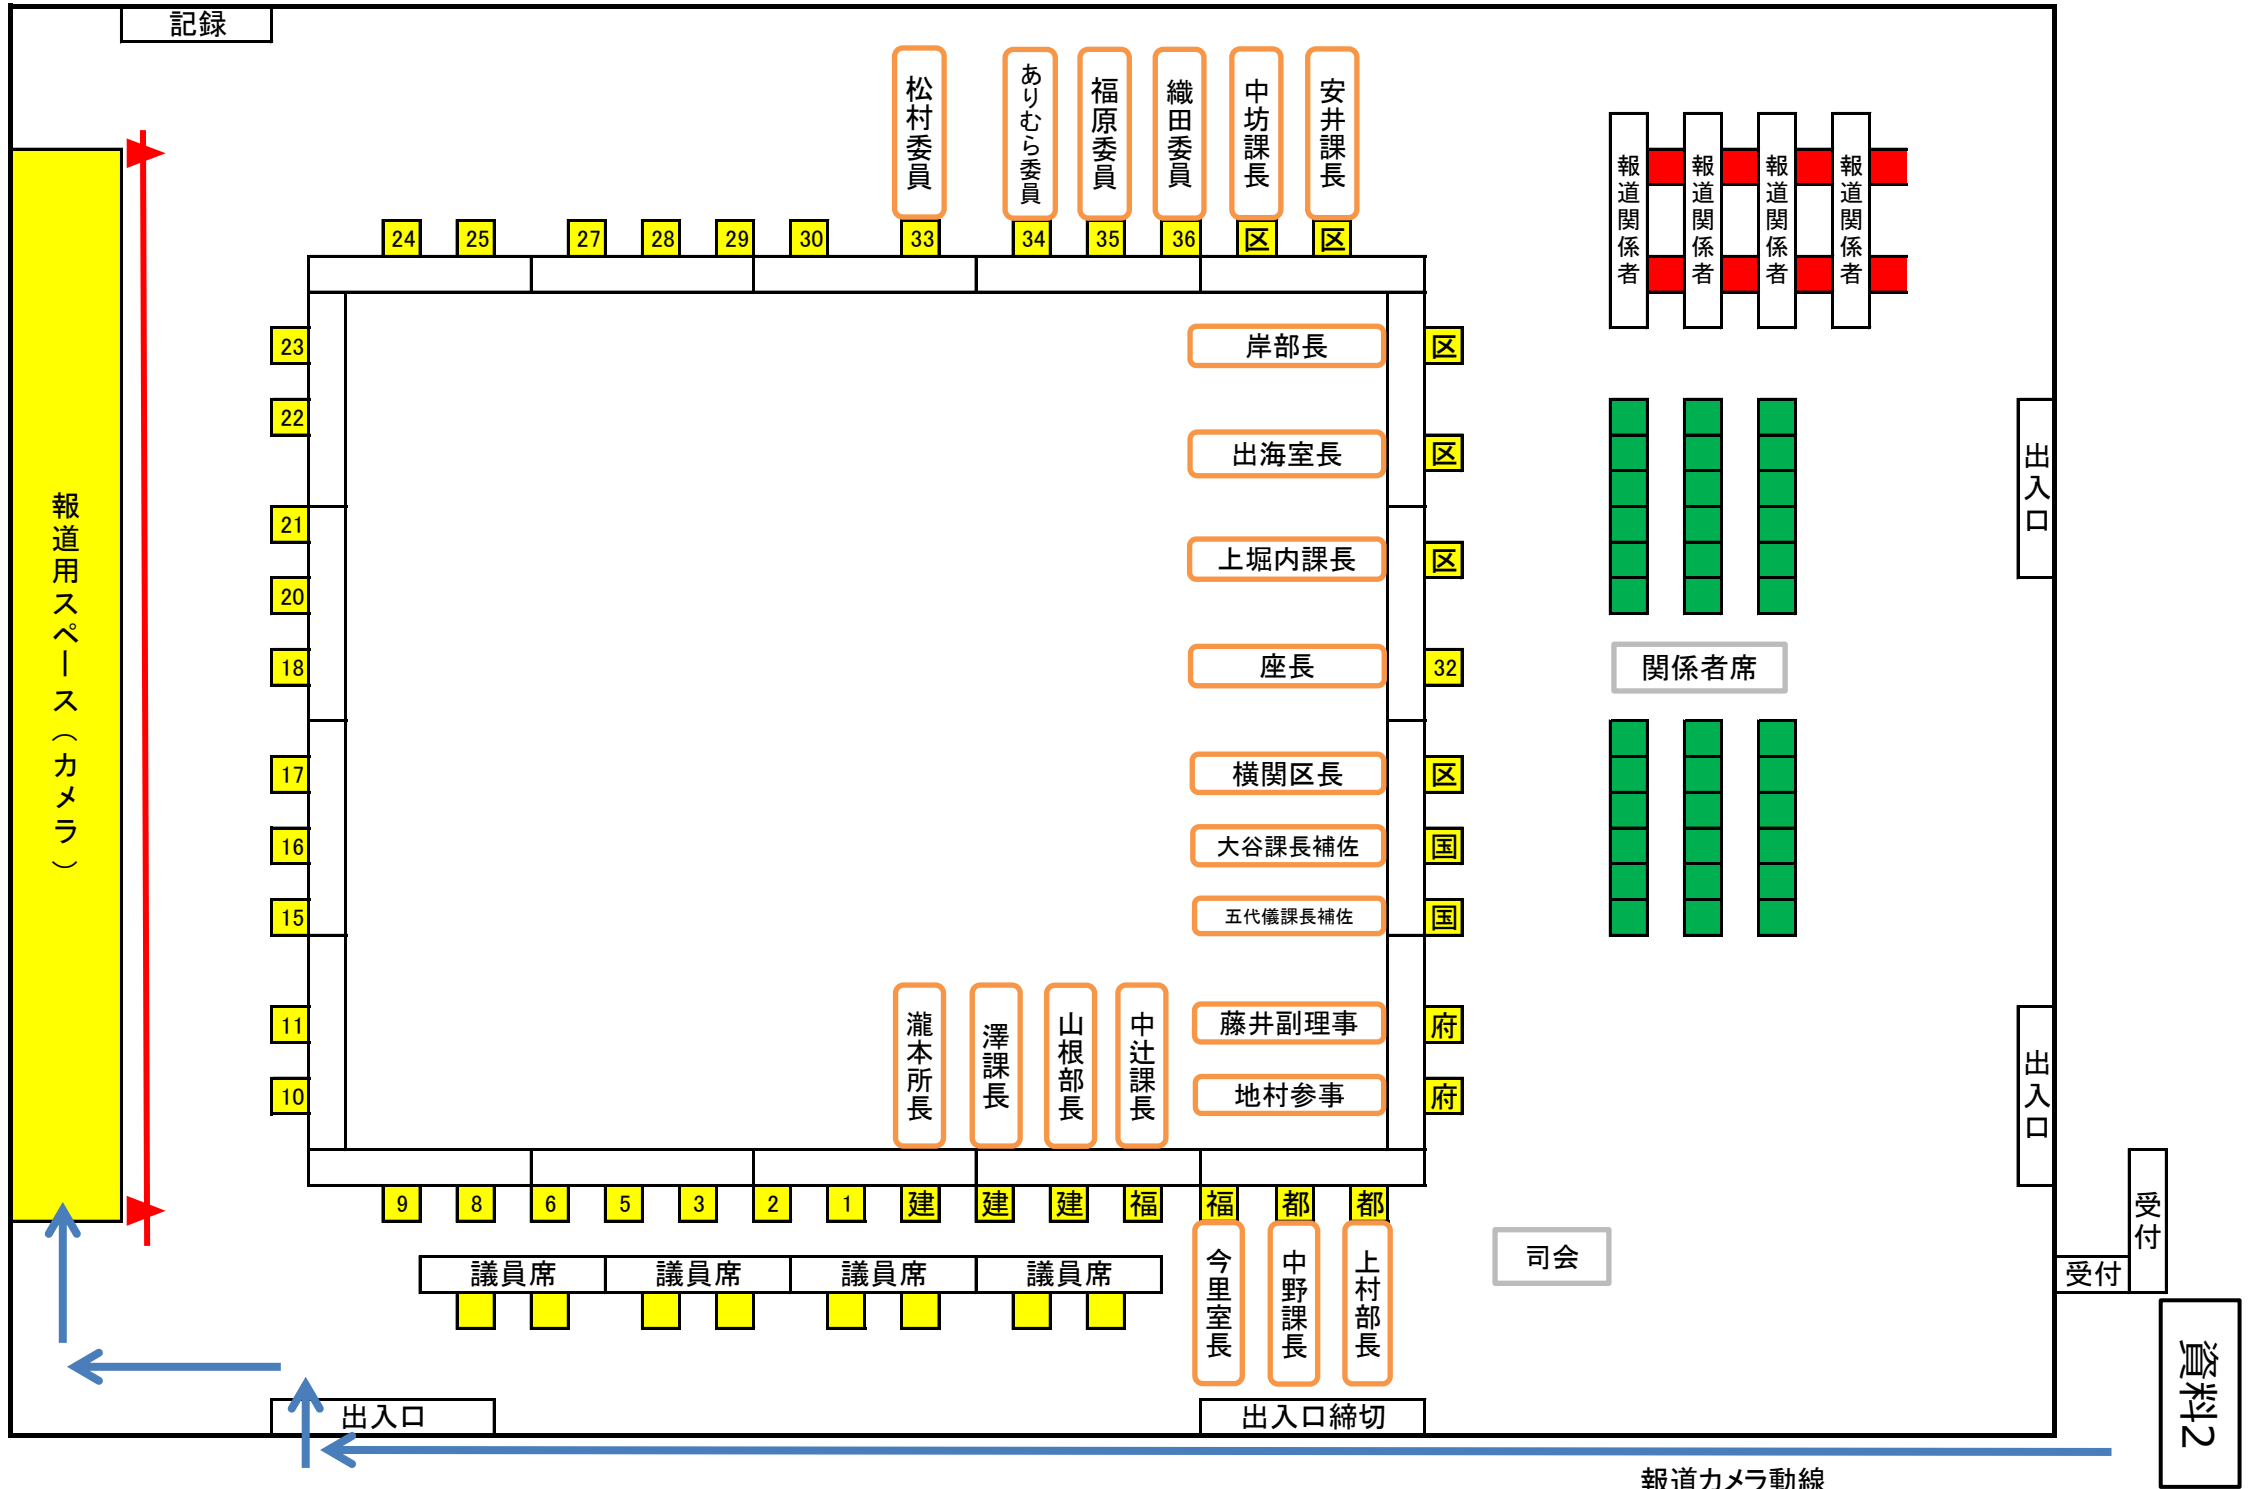 記録
松村委員
ありむら委員
福原委員
織田委員
中坊課長
安井課長
報道関係者
報道関係者
報道関係者
報道関係者
24
25
27
28
29
30
33
34
35
36
区
区
23
岸部長
区
22
出海室長
区
出入口
報道用スペース(カメラ)
21
上堀内課長
区
20
18
座長
32
関係者席
17
横関区長
区
16
大谷課長補佐
国
15
五代儀課長補佐
国
瀧本所長
澤課長
山根部長
中辻課長
11
藤井副理事
府
10
地村参事
府
出入口
9
8
6
5
3
2
1
建
建
建
福
福
都
都
受付
受付
議員席
議員席
議員席
議員席
今里室長
中野課長
上村部長
司会
出入口
出入口締切
資料2
報道カメラ動線